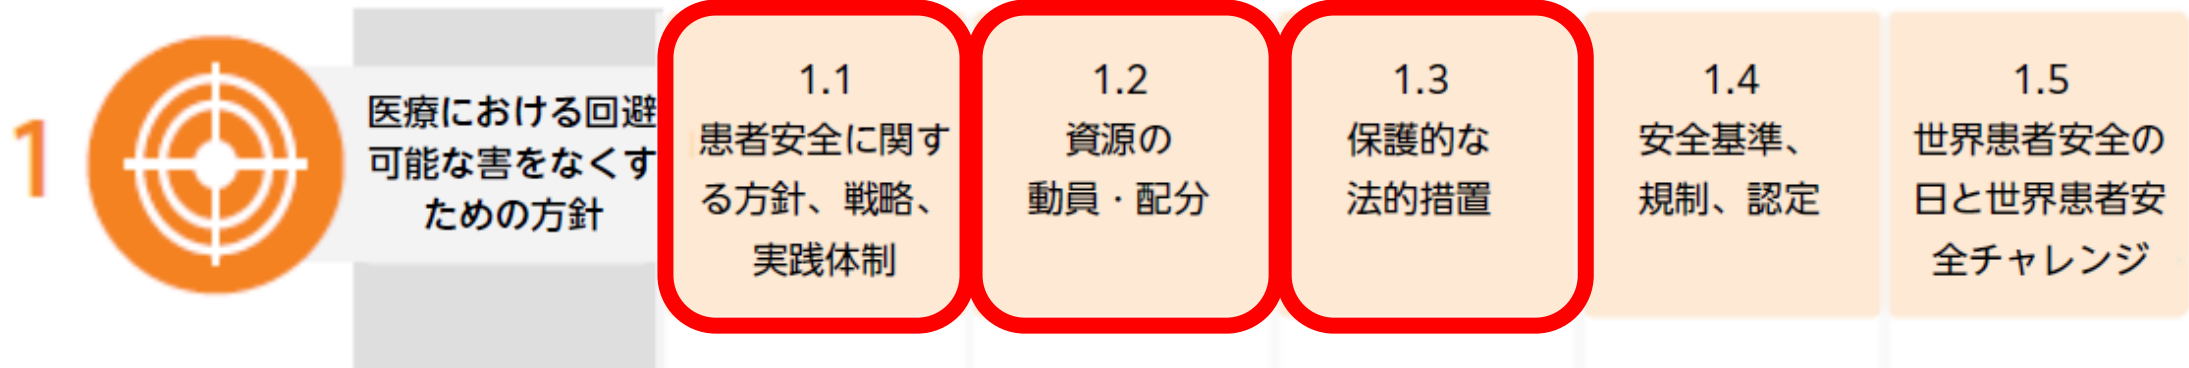 1
医療における回避
可能な害をなくす
ための方針
1.1
患者安全に関す
る方針、戦略、
実践体制
1.2
資源の
動員・配分
1.3
保護的な
法的措置
1.4
安全基準、
規制、認定
1.5
世界患者安全の
日と世界患者安
全チャレンジ